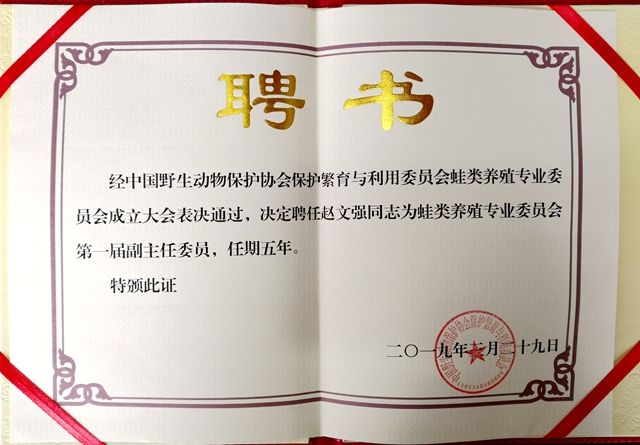 聘书
经中国野生动物保护协会保护繁育与利用委员会蛙类养殖专业委
员会成立大会表决通过，决定聘任赵文强同志为蛙类养殖专业委员会
第一届副主任委员，任期五年。
特颁此证
二〇一九年三月二十九日